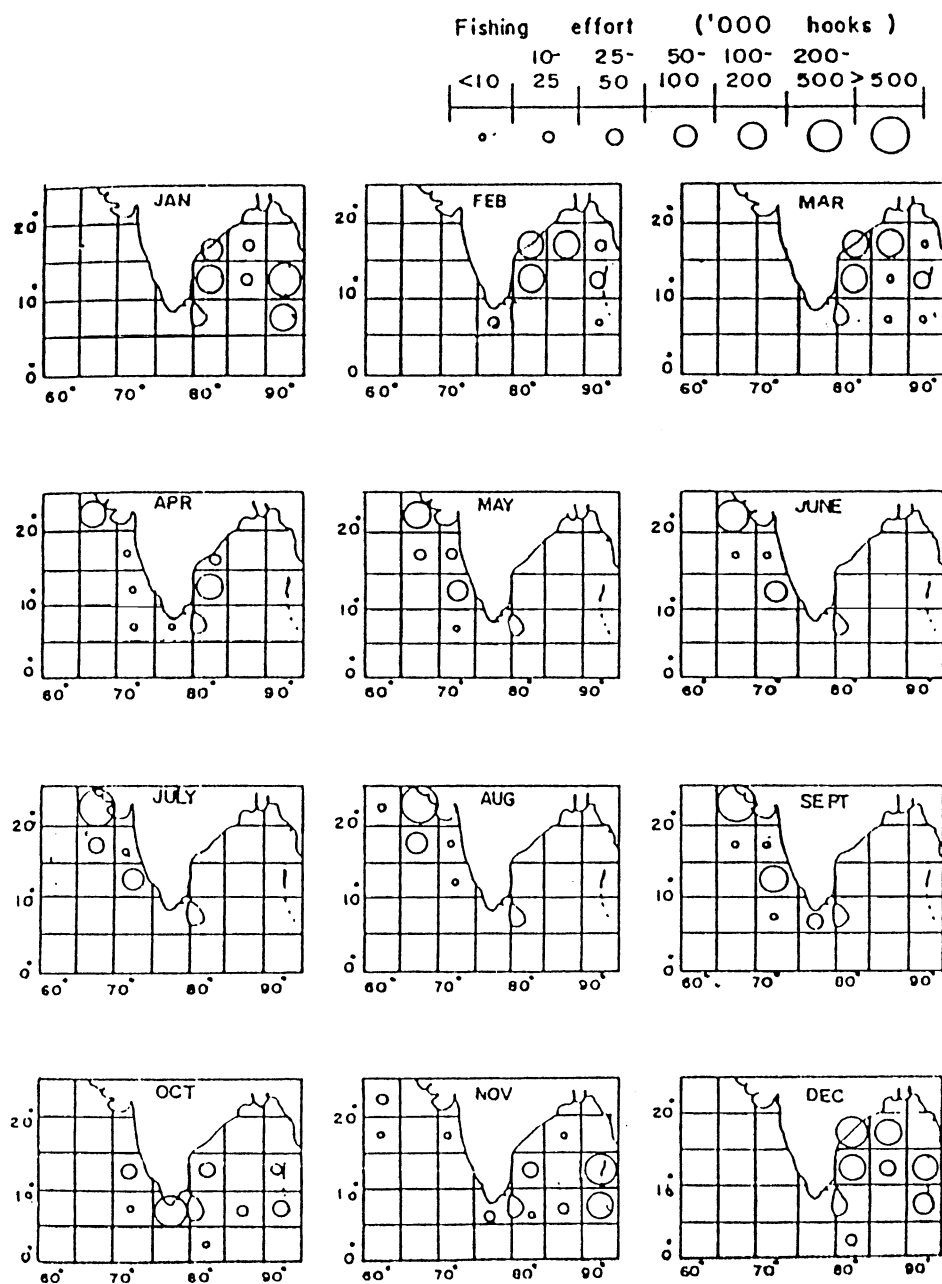 Fishing effort ('000 hooks)
10- 25- 50- 100- 200-
<10 25 50 100 200 500 >500
JAN FEB MAR
20° 20° 20°
10° 10° 10°
0° 0 0°
60° 70° 80° 90° 60° 70° 80° 90° 60° 70° 80° 90°
APR MAY JUNE
20° 20° 20°
10° 10° 10°
0° 0° 0°
60° 70° 80° 90° 60° 70° 80° 90° 60° 70° 80° 90°
JULY AUG SEPT
20° 20° 20°
10° 10° 10°
0° 0° 0°
60° 70° 80° 90° 60° 70° 80° 90° 60° 70° 80° 90°
OCT NOV DEC
20° 20° 20°
10° 10° 10°
0° 0° 0°
60° 70° 80° 90° 60° 70° 80° 90° 60° 70° 80° 90°